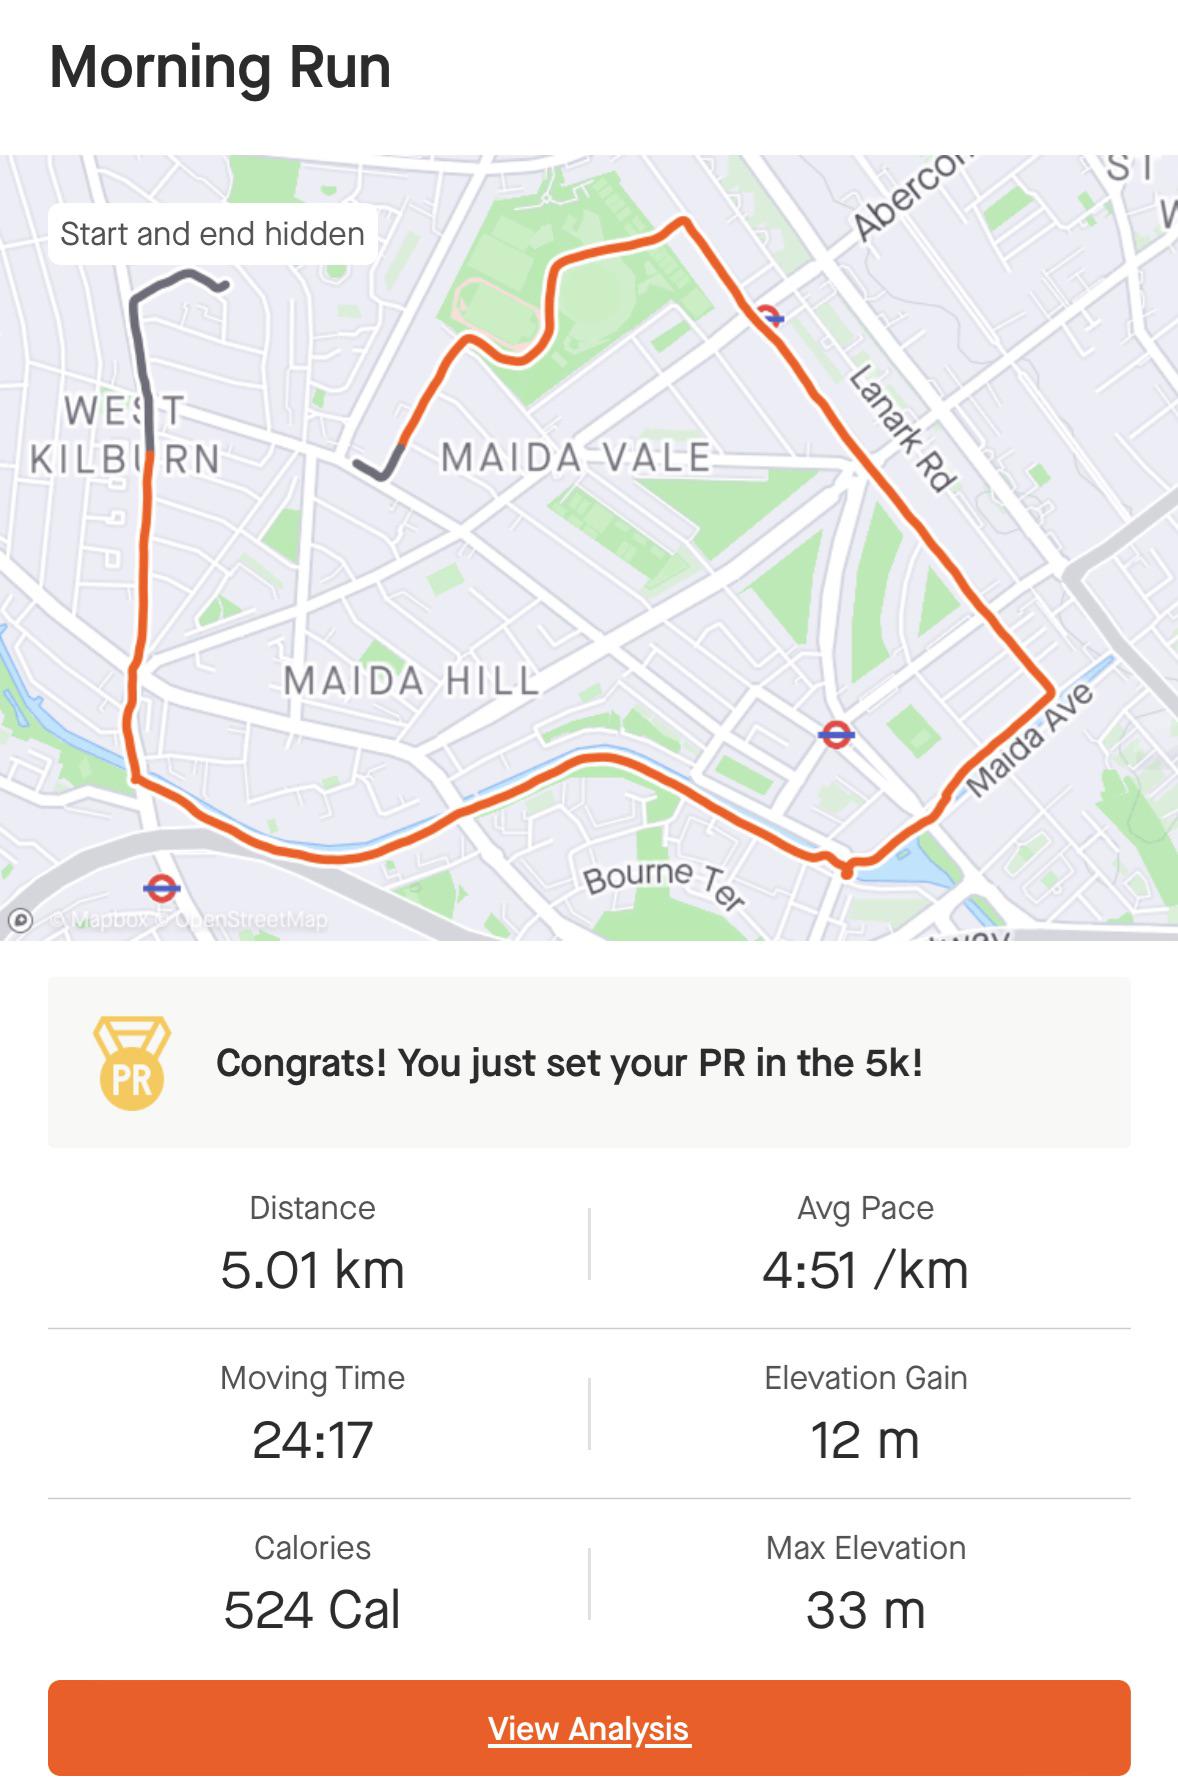 Morning Run
Abercor
ST
W
Start and end hidden
Lanark Rd
WEST
KILBURN
MAIDA VALE
MAIDA HILL
Maida Ave
Bourne Ter
© Mapbox © OpenStreetMap
way
PR
Congrats! You just set your PR in the 5k!
Distance
Avg Pace
5.01 km
4:51 /km
Moving Time
Elevation Gain
24:17
12 m
Calories
Max Elevation
524 Cal
33 m
View Analysis